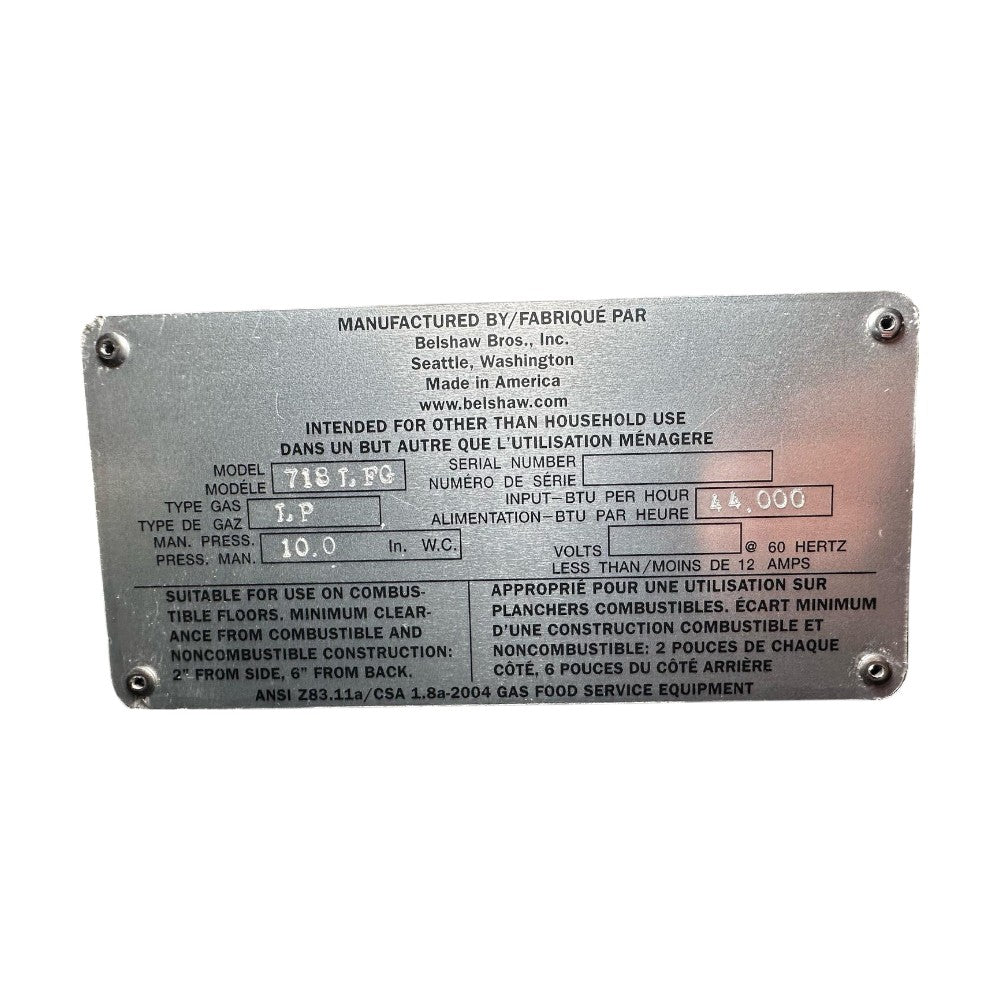 MANUFACTURED BY/FABRIQUÉ PAR
Belshaw Bros., Inc.
Seattle, Washington
Made in America
www.belshaw.com
INTENDED FOR OTHER THAN HOUSEHOLD USE
DANS UN BUT AUTRE QUE L'UTILISATION MÉNAGERE
MODEL 718 L FG SERIAL NUMBER
MODÉLE NUMÉRO DE SÉRIE
TYPE GAS LP INPUT-BTU PER HOUR 44.000
TYPE DE GAZ ALIMENTATION-BTU PAR HEURE
MAN. PRESS. 10.0 In. W.C. VOLTS @ 60 HERTZ
PRESS. MAN. LESS THAN/MOINS DE 12 AMPS
SUITABLE FOR USE ON COMBUS-
TIBLE FLOORS. MINIMUM CLEAR-
ANCE FROM COMBUSTIBLE AND
NONCOMBUSTIBLE CONSTRUCTION:
2" FROM SIDE, 6" FROM BACK.
APPROPRIÉ POUR UNE UTILISATION SUR
PLANCHERS COMBUSTIBLES. ÉCART MINIMUM
D'UNE CONSTRUCTION COMBUSTIBLE ET
NONCOMBUSTIBLE: 2 POUCES DE CHAQUE
CÔTÉ, 6 POUCES DU CÔTÉ ARRIÈRE
ANSI Z83.11a/CSA 1.8a-2004 GAS FOOD SERVICE EQUIPMENT